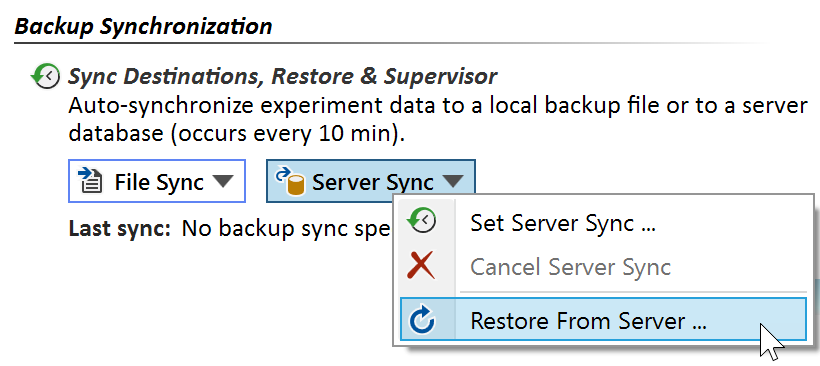 Backup Synchronization
Sync Destinations, Restore & Supervisor
Auto-synchronize experiment data to a local backup file or to a server
database (occurs every 10 min).
File Sync
Server Sync
Last sync: No backup sync spe
Set Server Sync ...
Cancel Server Sync
Restore From Server ...